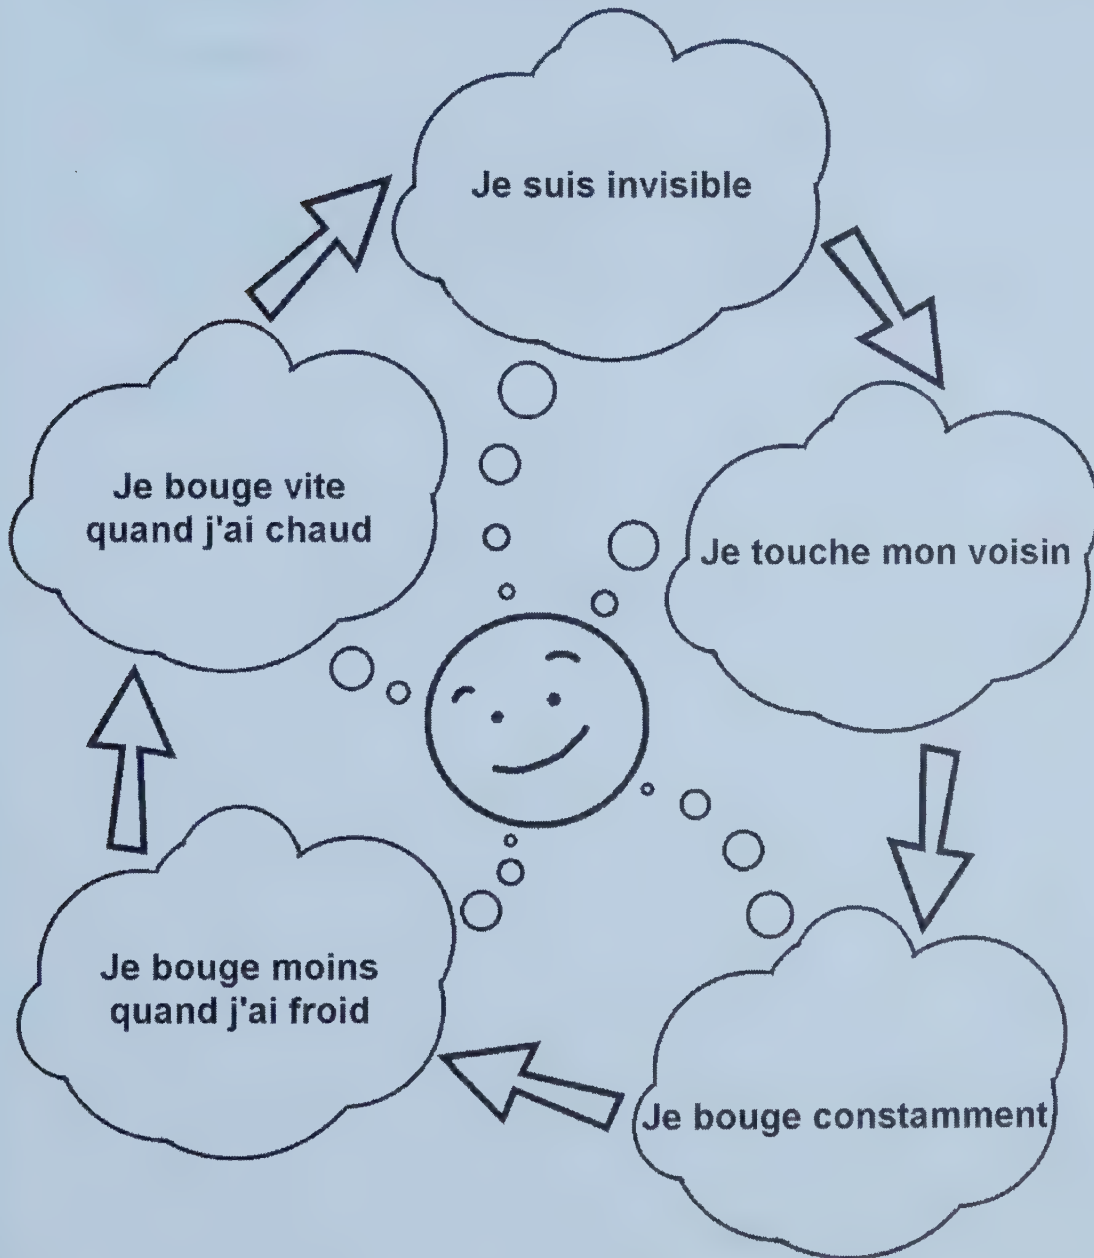 Je suis invisible
Je touche mon voisin
Je bouge constamment
Je bouge moins
quand j'ai froid
Je bouge vite
quand j'ai chaud